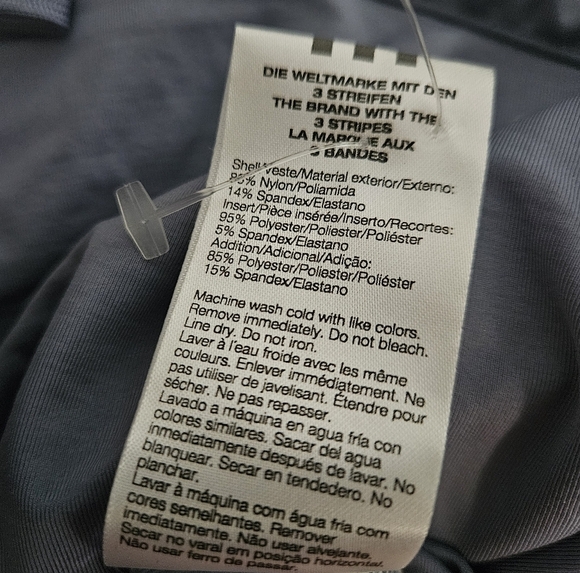 DIE WELTMARKE MIT DEN
3 STREIFEN
THE BRAND WITH THE
3 STRIPES
LA MARQUE AUX
3 BANDES
Shell/Veste/Material exterior/Externo:
Nylon/Poliamida
14% Spandex/Elastano
Insert/Pièce insérée/Inserto/Recortes:
95% Polyester/Poliester/Poliéster
5% Spandex/Elastano
Addition/Adicional/Adição:
85% Polyester/Poliester/Poliéster
15% Spandex/Elastano
Machine wash cold with like colors.
Remove immediately. Do not bleach.
Line dry. Do not iron.
Laver à l'eau froide avec les même
couleurs. Enlever immédiatement. Ne
pas utiliser de javelisant. Étendre pour
sécher. Ne pas repasser.
Lavado a máquina en agua fría con
colores similares. Sacar del agua
inmediatamente después de lavar. No
blanquear. Secar en tendedero. No
planchar.
Lavar à máquina com água fria com
cores semelhantes. Remover
imediatamente. Não usar alvejante.
Secar no varal em posição horizontal.
Não usar ferro de passar.